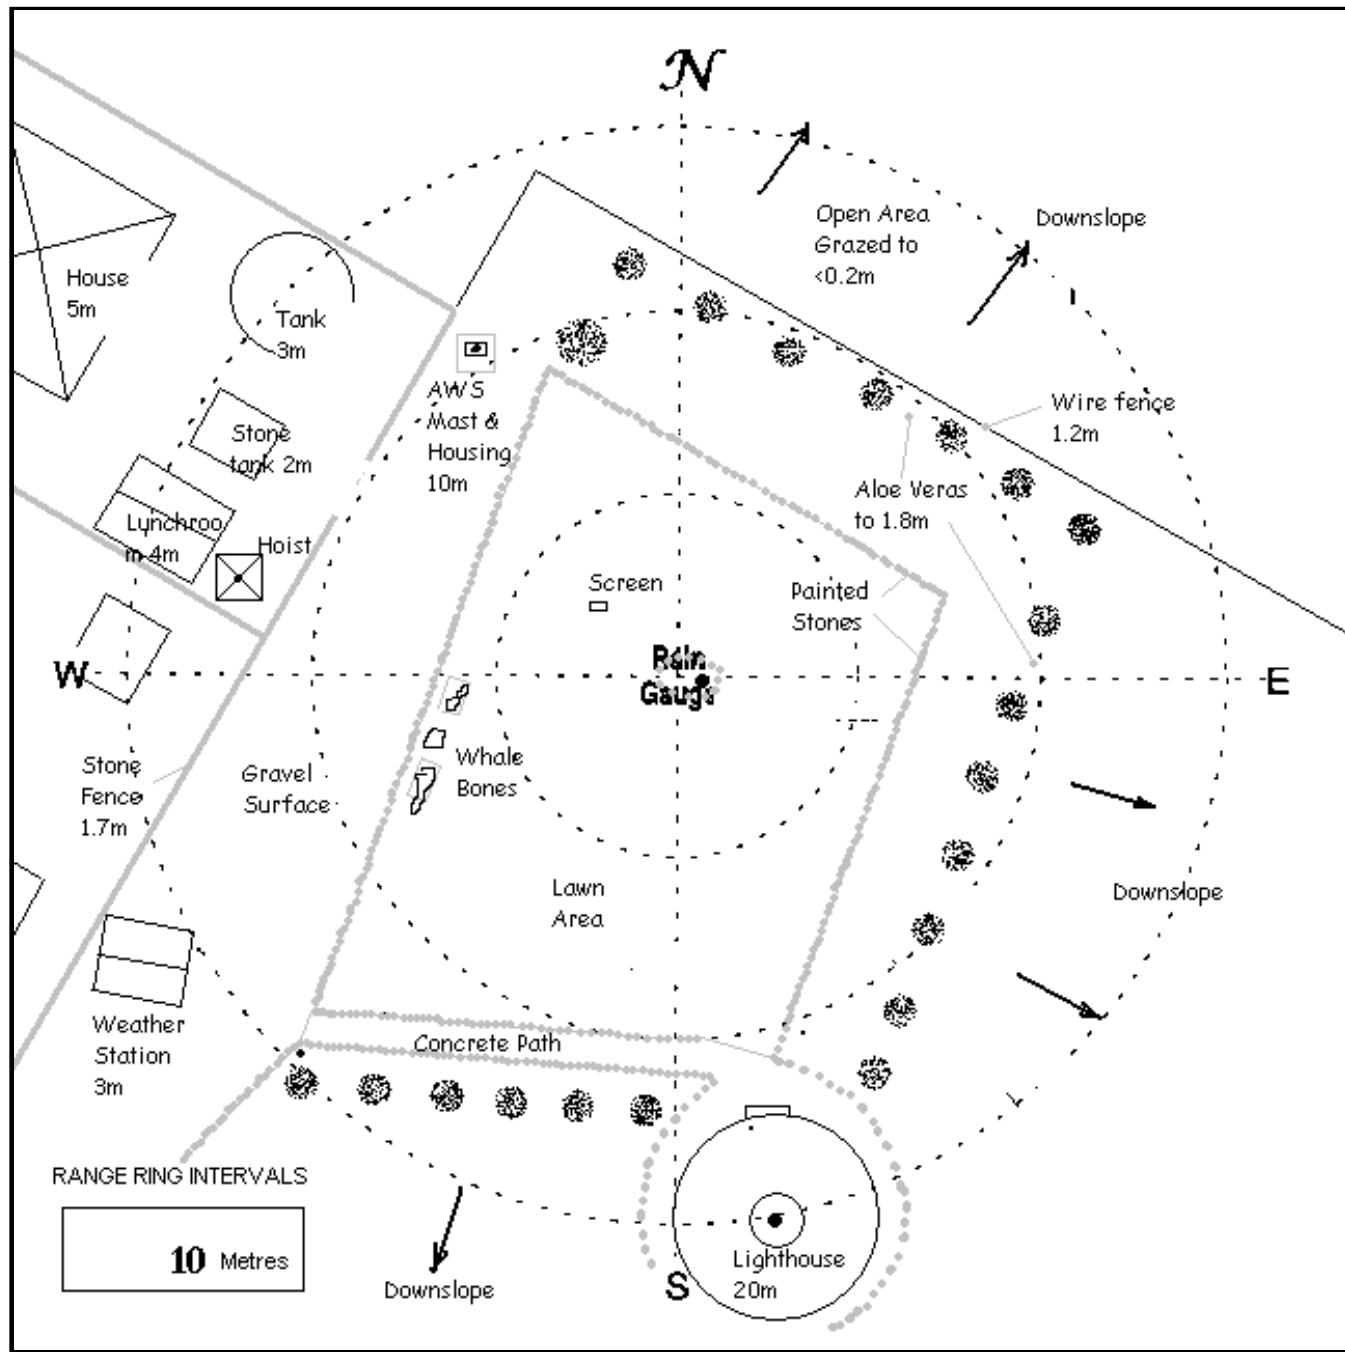 N
Open Area
Grazed to
<0.2m
Downslope
House
5m
Tank
3m
AWS
Mast &
Housing
10m
Wire fence
1.2m
Stone
tank 2m
Aloe Veras
to 1.8m
Lynchroo
m 4m
Hoist
Screen
Painted
Stones
Rain
Gauge
W
E
Whale
Bones
Stone
Fence
1.7m
Gravel
Surface
Lawn
Area
Downslope
Weather
Station
3m
Concrete Path
RANGE RING INTERVALS
10 Metres
Lighthouse
20m
S
Downslope